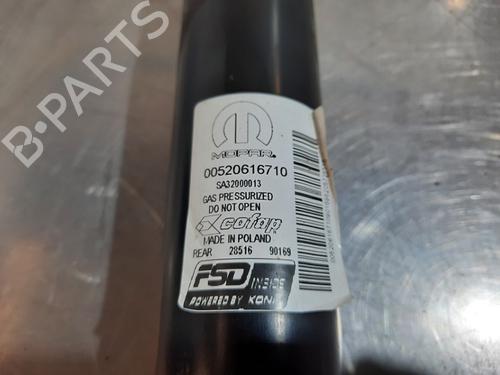 B-PARTS
MOPAR.
00520616710
SA32000013
GAS PRESSURIZED
DO NOT OPEN
cofap
MADE IN POLAND
REAR 28516 90169
FSD INSIDE
POWERED BY KONI